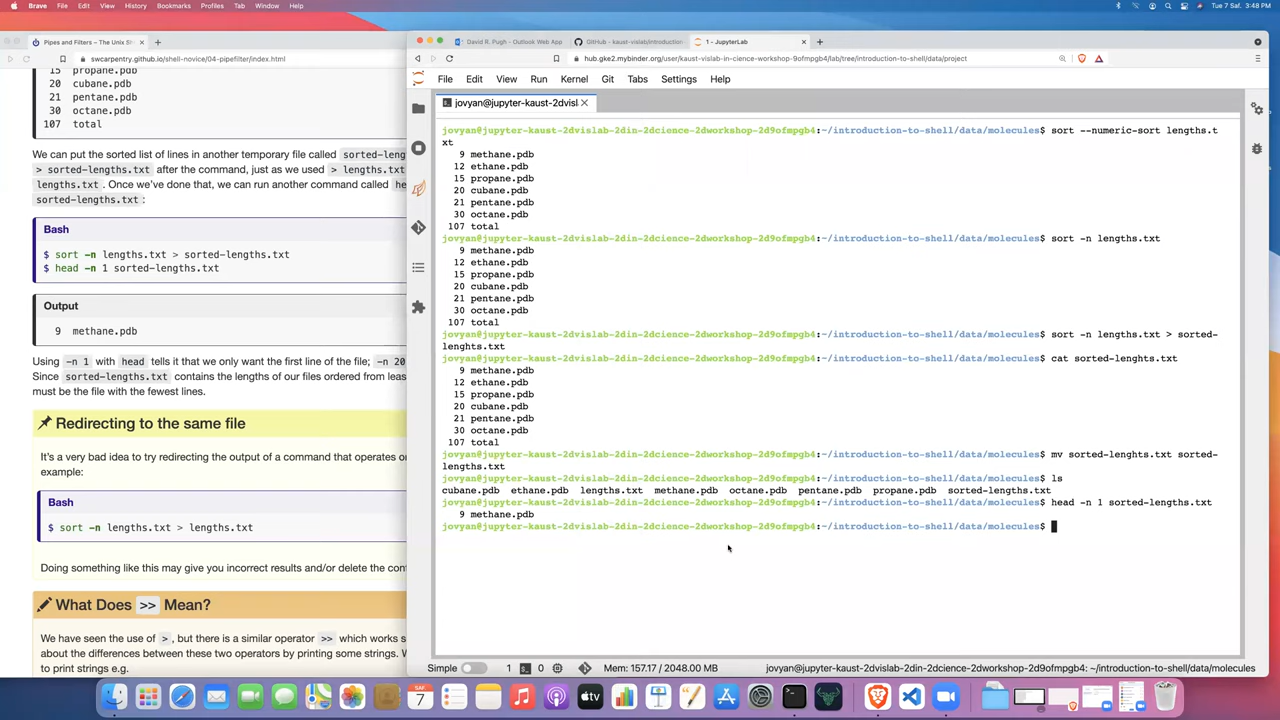 Brave File Edit View History Bookmarks Profiles Tab Window Help
Tue 7 Saf. 3:48 PM
Pipes and Filters – The Unix Sh
swcarpentry.github.io/shell-novice/04-pipefilter/index.html
15 propane.pdb
20 cubane.pdb
21 pentane.pdb
30 octane.pdb
107 total
We can put the sorted list of lines in another temporary file called sorted-leng
> sorted-lengths.txt after the command, just as we used > lengths.txt
lengths.txt . Once we've done that, we can run another command called he
sorted-lengths.txt :
Bash
$ sort -n lengths.txt > sorted-lengths.txt
$ head -n 1 sorted-lengths.txt
Output
9 methane.pdb
Using -n 1 with head tells it that we only want the first line of the file; -n 20
Since sorted-lengths.txt contains the lengths of our files ordered from leas
must be the file with the fewest lines.
Redirecting to the same file
It's a very bad idea to try redirecting the output of a command that operates or
example:
Bash
$ sort -n lengths.txt > lengths.txt
Doing something like this may give you incorrect results and/or delete the con
What Does >> Mean?
We have seen the use of > , but there is a similar operator >> which works s
about the differences between these two operators by printing some strings. W
to print strings e.g.
David R. Pugh - Outlook Web App
GitHub - kaust-vislab/introduction
1 - JupyterLab
hub.gke2.mybinder.org/user/kaust-vislab-in-cience-workshop-9ofmpgb4/lab/tree/introduction-to-shell/data/project
File Edit View Run Kernel Git Tabs Settings Help
jovyan@jupyter-kaust-2dvisl
jovyan@jupyter-kaust-2dvislab-2din-2dcience-2dworkshop-2d9ofmpgb4:~/introduction-to-shell/data/molecules$ sort --numeric-sort lengths.t
xt
9 methane.pdb
12 ethane.pdb
15 propane.pdb
20 cubane.pdb
21 pentane.pdb
30 octane.pdb
107 total
jovyan@jupyter-kaust-2dvislab-2din-2dcience-2dworkshop-2d9ofmpgb4:~/introduction-to-shell/data/molecules$ sort -n lengths.txt
9 methane.pdb
12 ethane.pdb
15 propane.pdb
20 cubane.pdb
21 pentane.pdb
30 octane.pdb
107 total
jovyan@jupyter-kaust-2dvislab-2din-2dcience-2dworkshop-2d9ofmpgb4:~/introduction-to-shell/data/molecules$ sort -n lengths.txt > sorted-
lenghts.txt
jovyan@jupyter-kaust-2dvislab-2din-2dcience-2dworkshop-2d9ofmpgb4:~/introduction-to-shell/data/molecules$ cat sorted-lenghts.txt
9 methane.pdb
12 ethane.pdb
15 propane.pdb
20 cubane.pdb
21 pentane.pdb
30 octane.pdb
107 total
jovyan@jupyter-kaust-2dvislab-2din-2dcience-2dworkshop-2d9ofmpgb4:~/introduction-to-shell/data/molecules$ mv sorted-lenghts.txt sorted-
lengths.txt
jovyan@jupyter-kaust-2dvislab-2din-2dcience-2dworkshop-2d9ofmpgb4:~/introduction-to-shell/data/molecules$ ls
cubane.pdb ethane.pdb lengths.txt methane.pdb octane.pdb pentane.pdb propane.pdb sorted-lengths.txt
jovyan@jupyter-kaust-2dvislab-2din-2dcience-2dworkshop-2d9ofmpgb4:~/introduction-to-shell/data/molecules$ head -n 1 sorted-lengths.txt
9 methane.pdb
jovyan@jupyter-kaust-2dvislab-2din-2dcience-2dworkshop-2d9ofmpgb4:~/introduction-to-shell/data/molecules$
Simple 1 0 Mem: 157.17 / 2048.00 MB
jovyan@jupyter-kaust-2dvislab-2din-2dcience-2dworkshop-2d9ofmpgb4: ~/introduction-to-shell/data/molecules
SAF.
7
tv